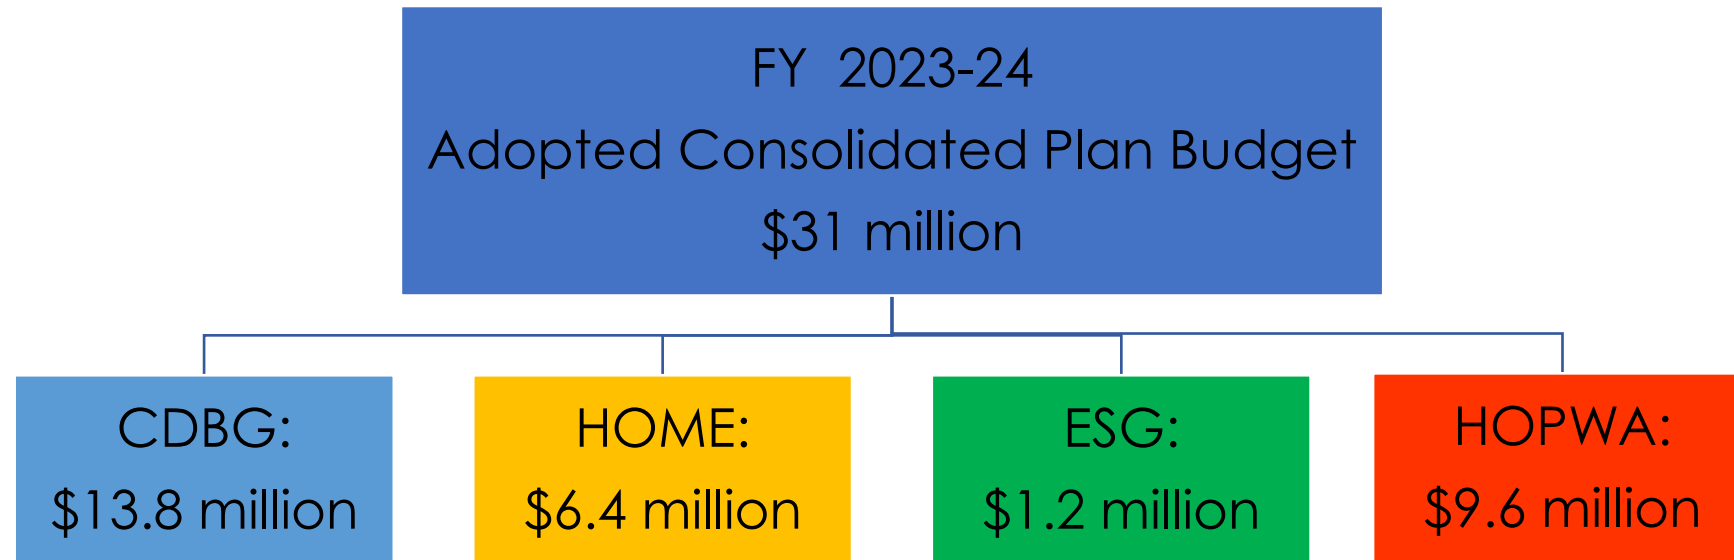 FY 2023-24
Adopted Consolidated Plan Budget
$31 million
CDBG:
$13.8 million
HOME:
$6.4 million
ESG:
$1.2 million
HOPWA:
$9.6 million